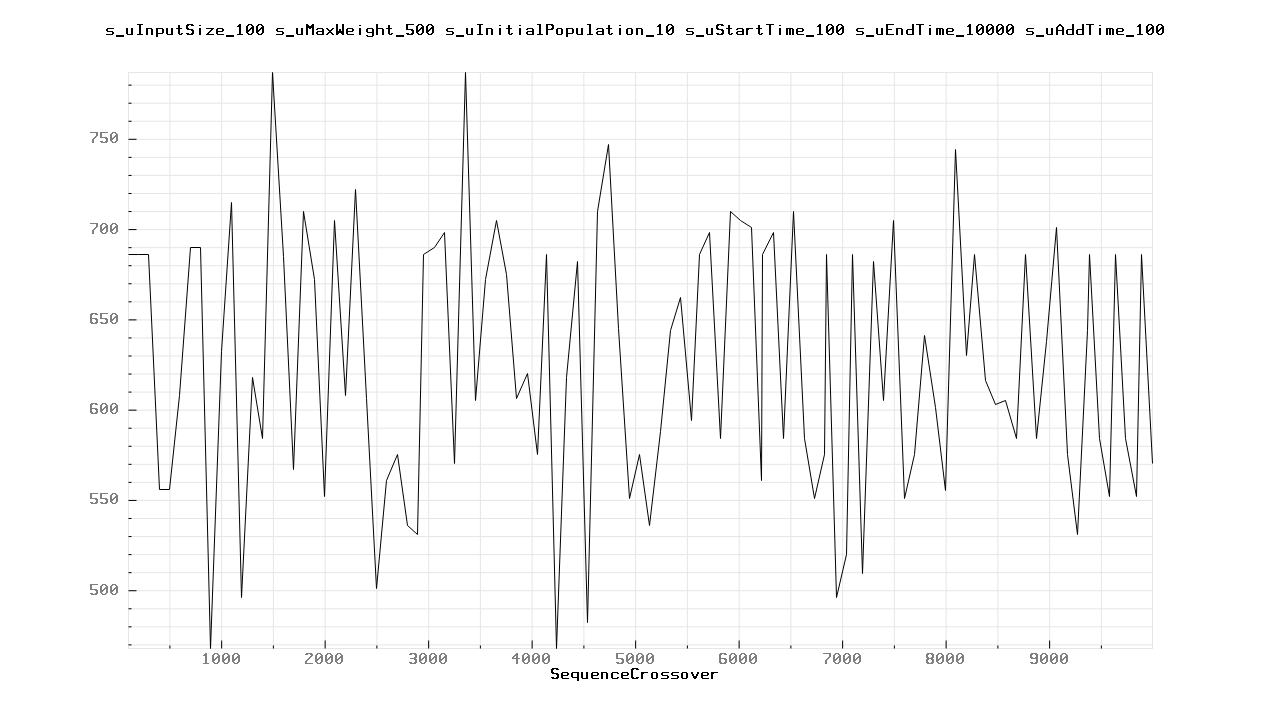 s_uInputSize_100 s_uMaxWeight_500 s_uInitialPopulation_10 s_uStartTime_100 s_uEndTime_10000 s_uAddTime_100
750
700
650
600
550
500
1000 2000 3000 4000 5000 6000 7000 8000 9000
SequenceCrossover